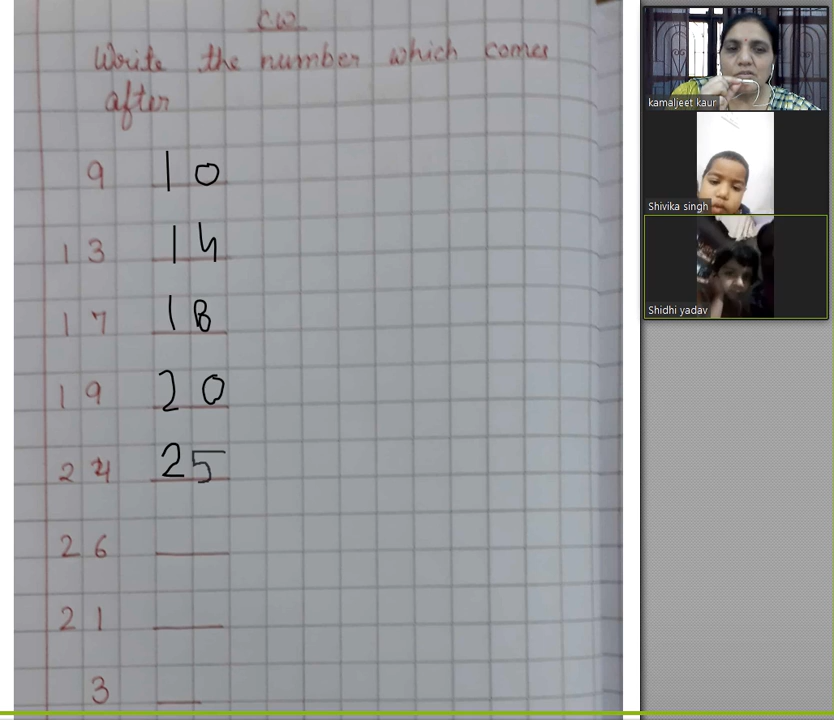 C.W
Write the number which comes
after
9 10
13 14
17 18
19 20
24 25
26
21
3
kamaljeet kaur
Shivika singh
Shidhi yadav